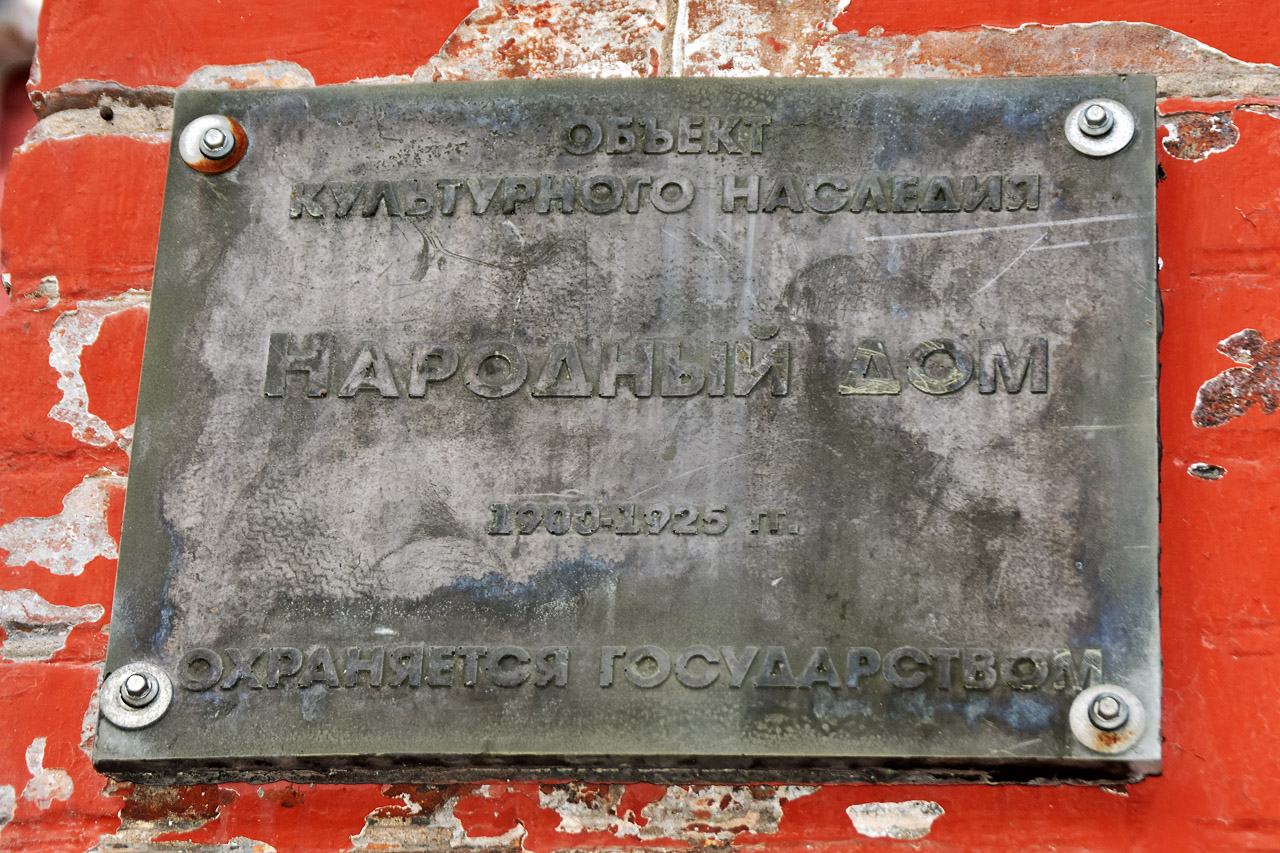 ОБЪЕКТ
КУЛЬТУРНОГО НАСЛЕДИЯ
НАРОДНЫЙ ДОМ
1900-1925 гг.
ОХРАНЯЕТСЯ ГОСУДАРСТВОМ